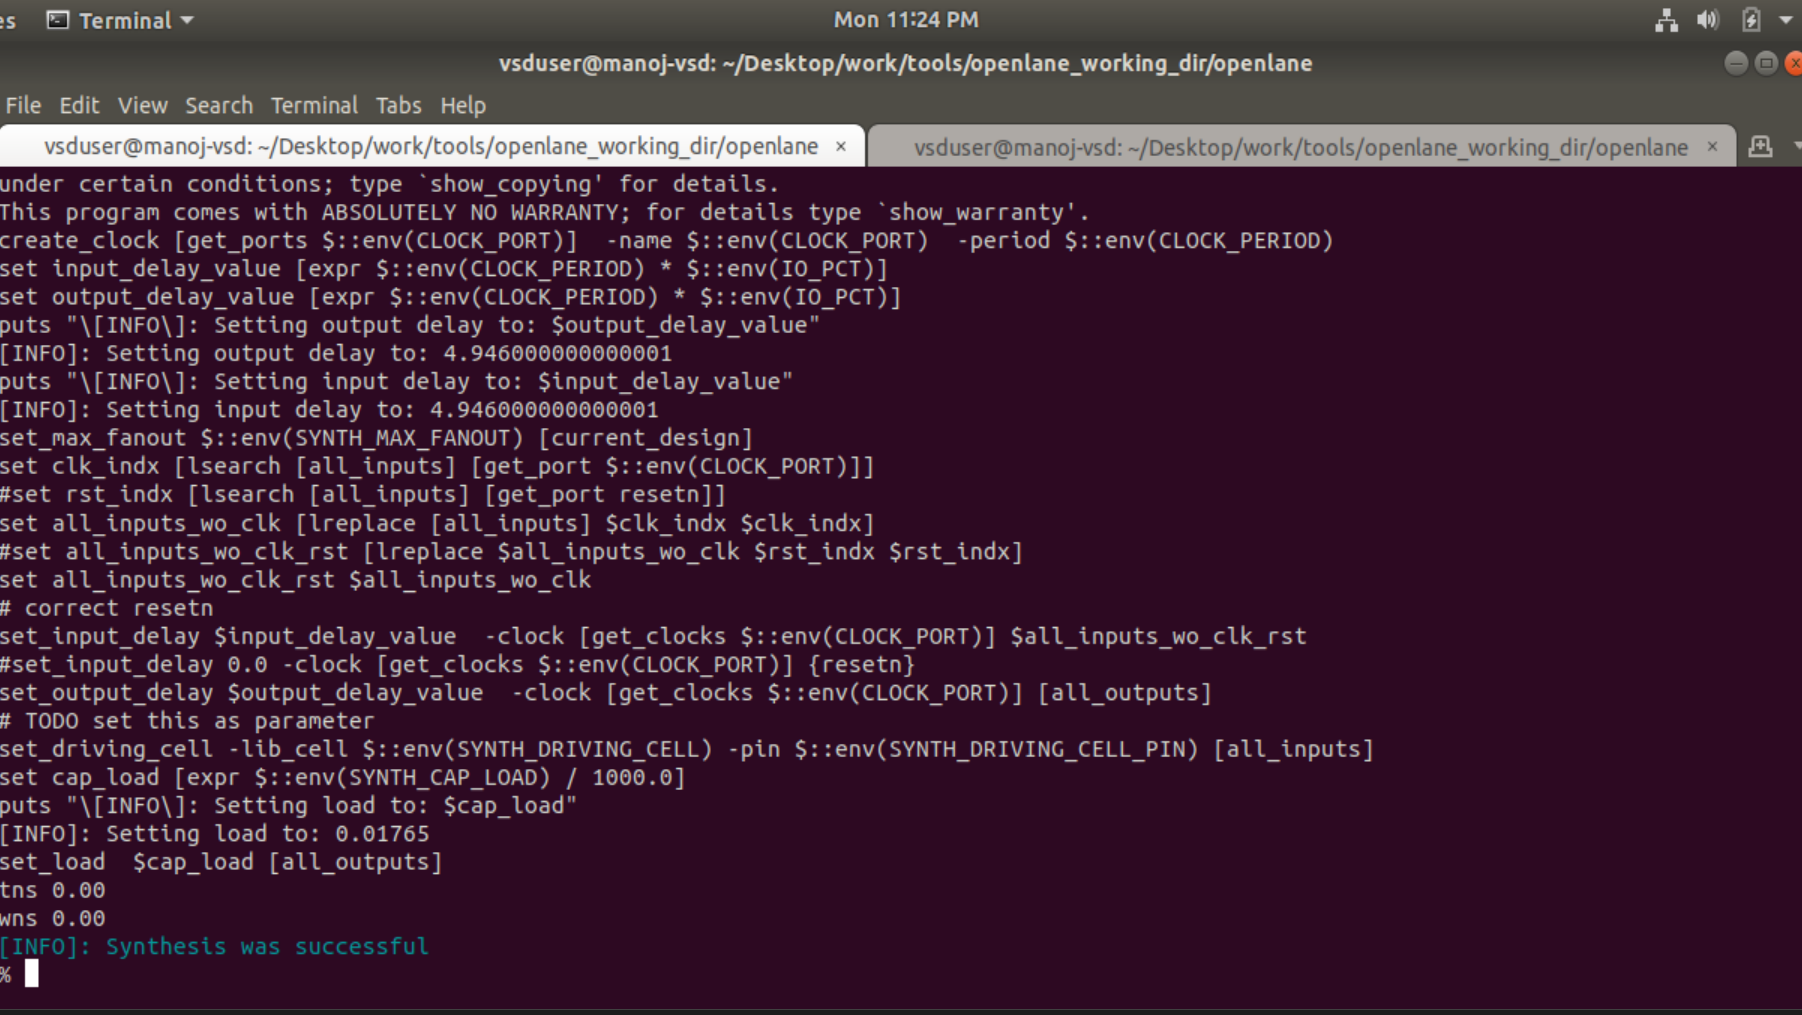 es Terminal Mon 11:24 PM
vsduser@manoj-vsd: ~/Desktop/work/tools/openlane_working_dir/openlane
File Edit View Search Terminal Tabs Help
vsduser@manoj-vsd: ~/Desktop/work/tools/openlane_working_dir/openlane × vsduser@manoj-vsd: ~/Desktop/work/tools/openlane_working_dir/openlane ×
under certain conditions; type `show_copying' for details.
This program comes with ABSOLUTELY NO WARRANTY; for details type `show_warranty'.
create_clock [get_ports $::env(CLOCK_PORT)]  -name $::env(CLOCK_PORT)  -period $::env(CLOCK_PERIOD)
set input_delay_value [expr $::env(CLOCK_PERIOD) * $::env(IO_PCT)]
set output_delay_value [expr $::env(CLOCK_PERIOD) * $::env(IO_PCT)]
puts "\[INFO\]: Setting output delay to: $output_delay_value"
[INFO]: Setting output delay to: 4.946000000000001
puts "\[INFO\]: Setting input delay to: $input_delay_value"
[INFO]: Setting input delay to: 4.946000000000001
set_max_fanout $::env(SYNTH_MAX_FANOUT) [current_design]
set clk_indx [lsearch [all_inputs] [get_port $::env(CLOCK_PORT)]]
#set rst_indx [lsearch [all_inputs] [get_port resetn]]
set all_inputs_wo_clk [lreplace [all_inputs] $clk_indx $clk_indx]
#set all_inputs_wo_clk_rst [lreplace $all_inputs_wo_clk $rst_indx $rst_indx]
set all_inputs_wo_clk_rst $all_inputs_wo_clk
# correct resetn
set_input_delay $input_delay_value  -clock [get_clocks $::env(CLOCK_PORT)] $all_inputs_wo_clk_rst
#set_input_delay 0.0 -clock [get_clocks $::env(CLOCK_PORT)] {resetn}
set_output_delay $output_delay_value  -clock [get_clocks $::env(CLOCK_PORT)] [all_outputs]
# TODO set this as parameter
set_driving_cell -lib_cell $::env(SYNTH_DRIVING_CELL) -pin $::env(SYNTH_DRIVING_CELL_PIN) [all_inputs]
set cap_load [expr $::env(SYNTH_CAP_LOAD) / 1000.0]
puts "\[INFO\]: Setting load to: $cap_load"
[INFO]: Setting load to: 0.01765
set_load  $cap_load [all_outputs]
tns 0.00
wns 0.00
[INFO]: Synthesis was successful
%